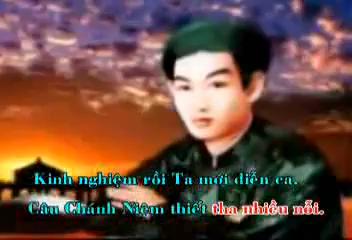 Kinh nghiệm rồi Ta mới diễn ca,
Câu Chánh Niệm thiết tha nhiều nỗi.